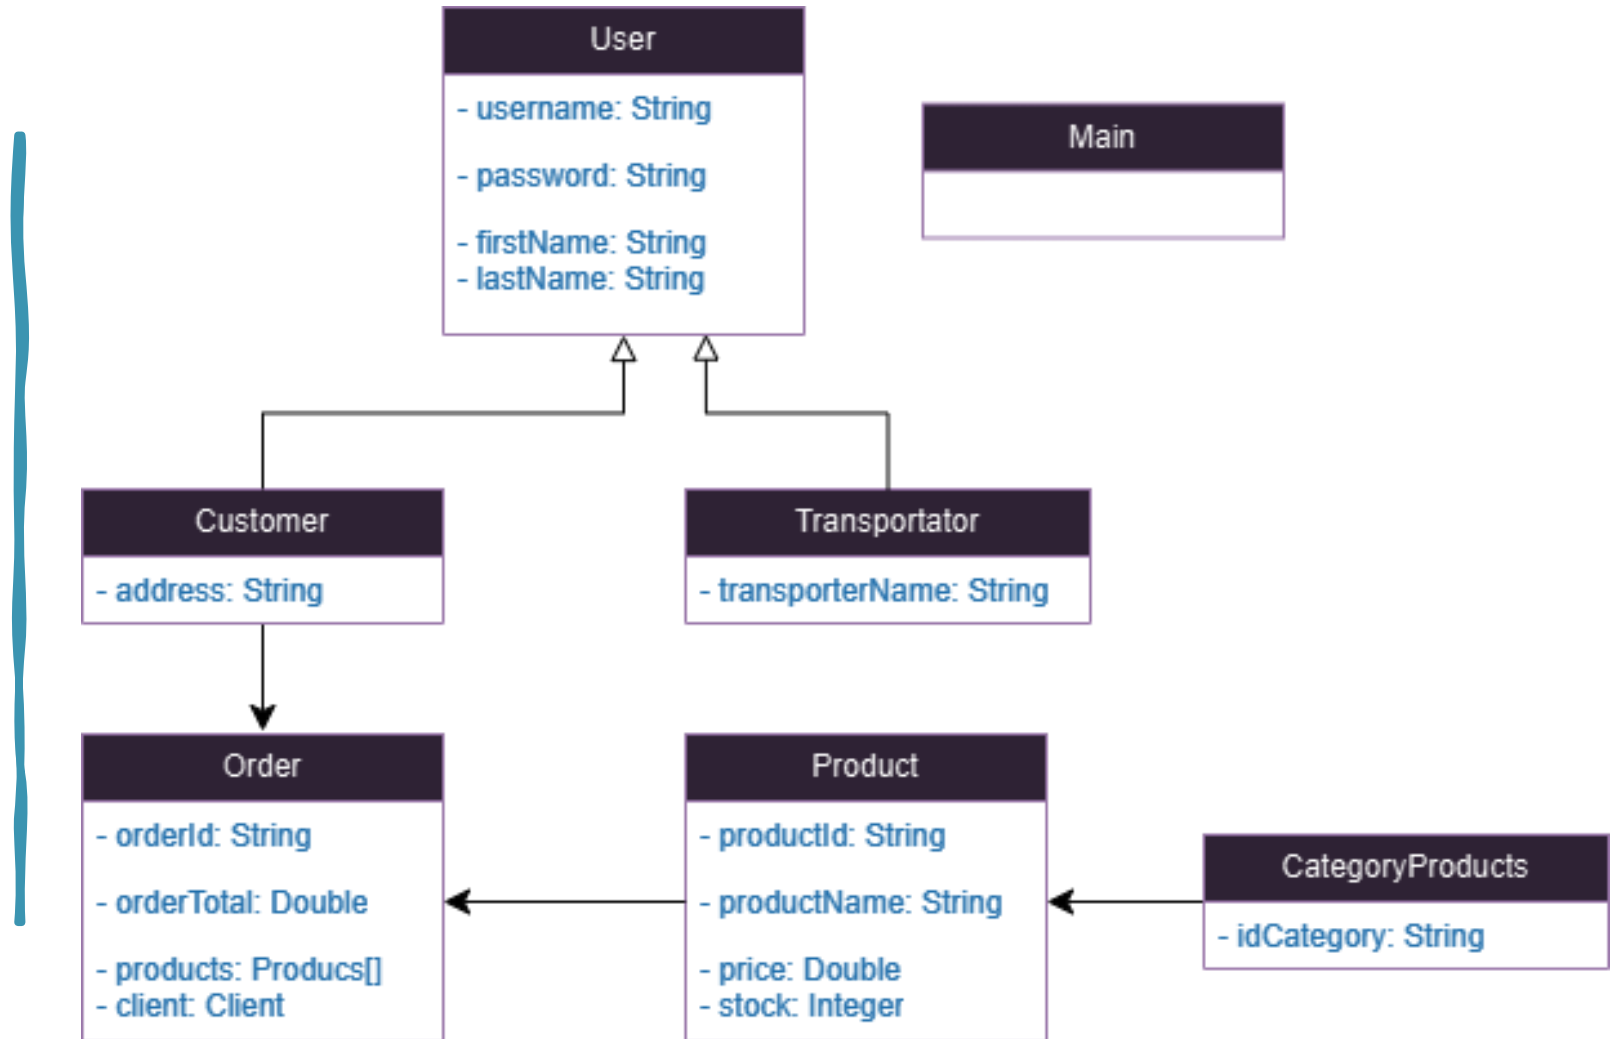 User
- username: String
- password: String
- firstName: String
- lastName: String
Main
Customer
- address: String
Transportator
- transporterName: String
Order
- orderId: String
- orderTotal: Double
- products: Producs[]
- client: Client
Product
- productId: String
- productName: String
- price: Double
- stock: Integer
CategoryProducts
- idCategory: String